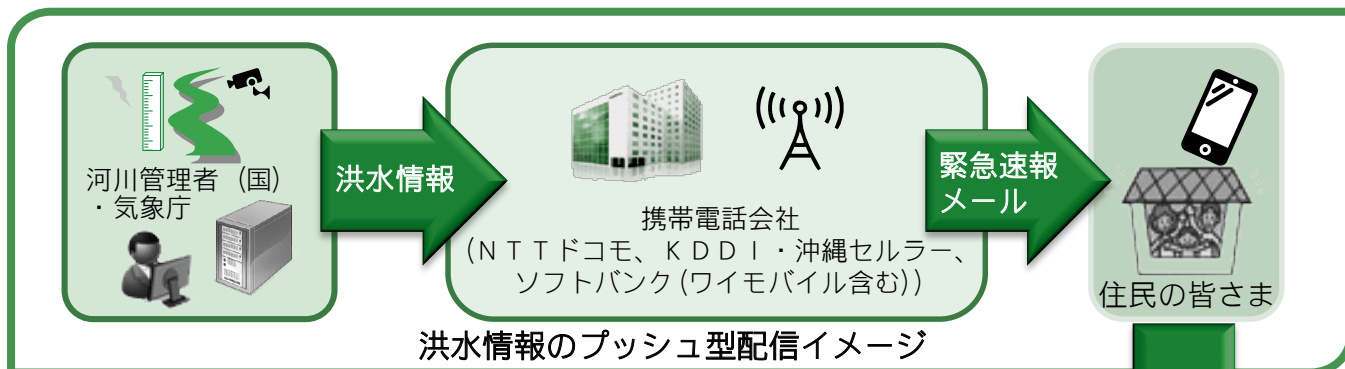 河川管理者（国）
・気象庁
洪水情報
携帯電話会社
（ＮＴＴドコモ、ＫＤＤＩ・沖縄セルラー、
ソフトバンク（ワイモバイル含む））
緊急速報
メール
住民の皆さま
洪水情報のプッシュ型配信イメージ